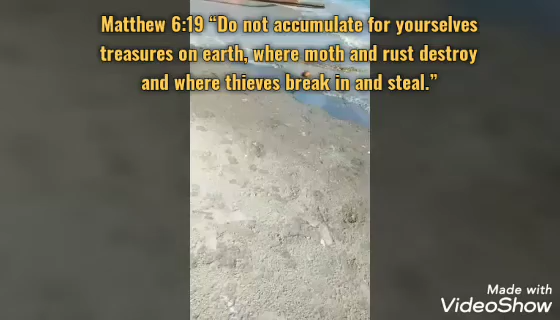 Matthew 6:19 “Do not accumulate for yourselves
treasures on earth, where moth and rust destroy
and where thieves break in and steal.”
Made with
VideoShow